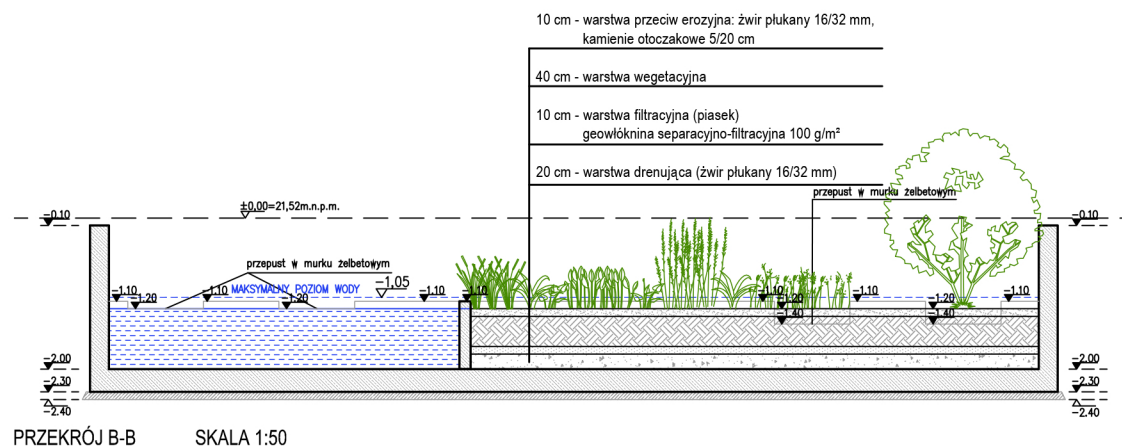 10 cm - warstwa przeciw erozyjna: żwir płukany 16/32 mm,
kamienie otoczakowe 5/20 cm
40 cm - warstwa wegetacyjna
10 cm - warstwa filtracyjna (piasek)
geowłóknina separacyjno-filtracyjna 100 g/m²
20 cm - warstwa drenująca (żwir płukany 16/32 mm)
przepust w murku żelbetowym
±0,00=21,52m.n.p.m.
-0.10
-0.10
przepust w murku żelbetowym
MAKSYMALNY POZIOM WODY
-1,05
-1.10
-1.10
-1.10
-1.10
-1.10
-1.10
-1.10
-1.20
-1.20
-1.20
-1.20
-1.40
-1.40
-2.00
-2.00
-2.30
-2.30
-2.40
-2.40
PRZEKRÓJ B-B SKALA 1:50